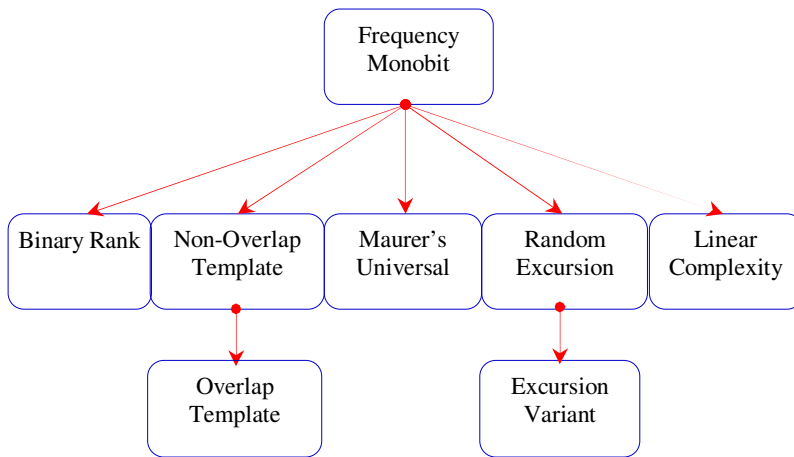 Frequency
Monobit
Binary Rank
Non-Overlap
Template
Maurer's
Universal
Random
Excursion
Linear
Complexity
Overlap
Template
Excursion
Variant